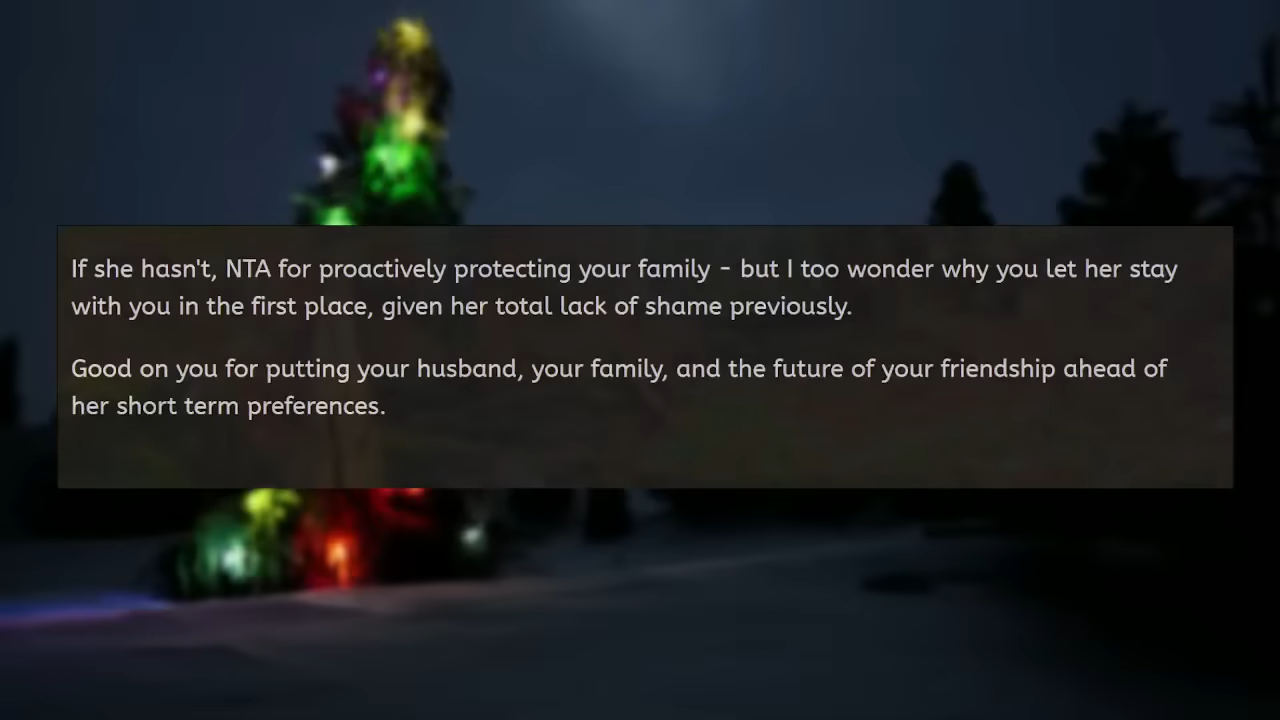 If she hasn't, NTA for proactively protecting your family - but I too wonder why you let her stay
with you in the first place, given her total lack of shame previously.
Good on you for putting your husband, your family, and the future of your friendship ahead of
her short term preferences.